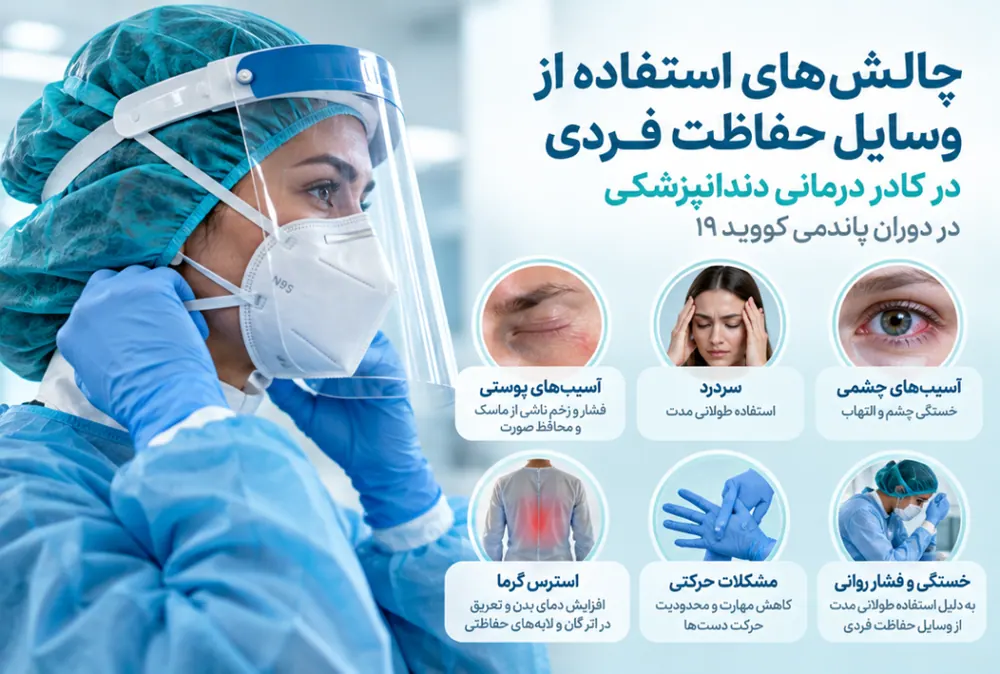 چالش‌های استفاده از
وسایل حفاظت فردی
در کادر درمانی دندانپزشکی
در دوران پاندمی کووید ۱۹
N95
آسیب‌های چشمی
خستگی چشم و التهاب
سردرد
استفاده طولانی مدت
آسیب‌های پوستی
فشار و زخم ناشی از ماسک
و محافظ صورت
خستگی و فشار روانی
به دلیل استفاده طولانی مدت
از وسایل حفاظت فردی
مشکلات حرکتی
کاهش مهارت و محدودیت
حرکت دست‌ها
استرس گرما
افزایش دمای بدن و تعریق
در اثر گان و لایه‌های حفاظتی